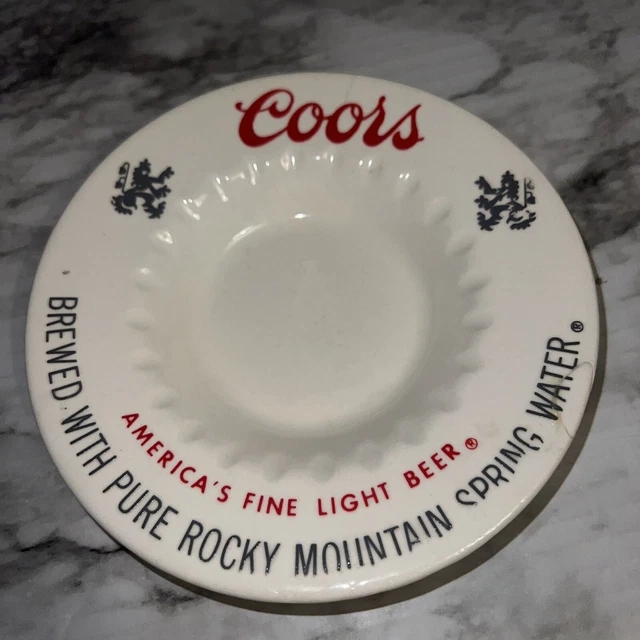 Coors
AMERICA'S FINE LIGHT BEER®
BREWED WITH PURE ROCKY MOUNTAIN SPRING WATER®